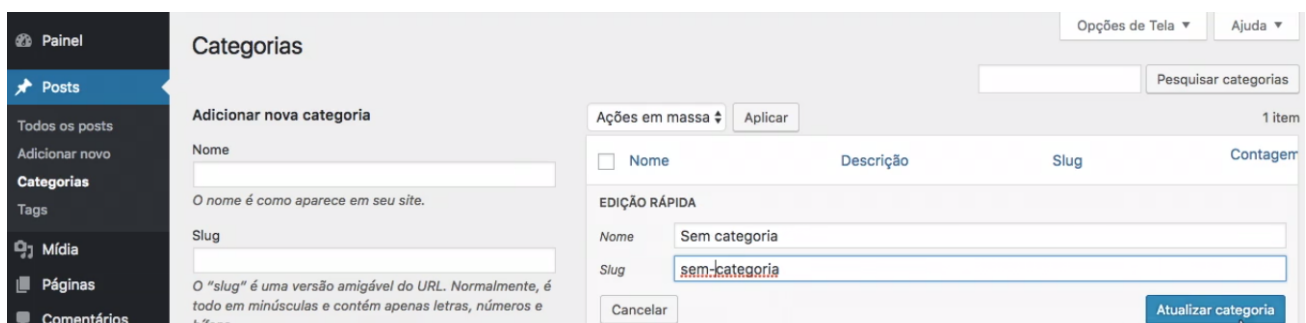 Painel
Posts
Todos os posts
Adicionar novo
Categorias
Tags
Mídia
Páginas
Comentários
Opções de Tela ▼
Ajuda ▼
Categorias
Pesquisar categorias
Adicionar nova categoria
Nome
O nome é como aparece em seu site.
Slug
O "slug" é uma versão amigável do URL. Normalmente, é
todo em minúsculas e contém apenas letras, números e
Ações em massa
Aplicar
1 item
Nome Descrição Slug Contagem
EDIÇÃO RÁPIDA
Nome Sem categoria
Slug sem-categoria
Cancelar
Atualizar categoria